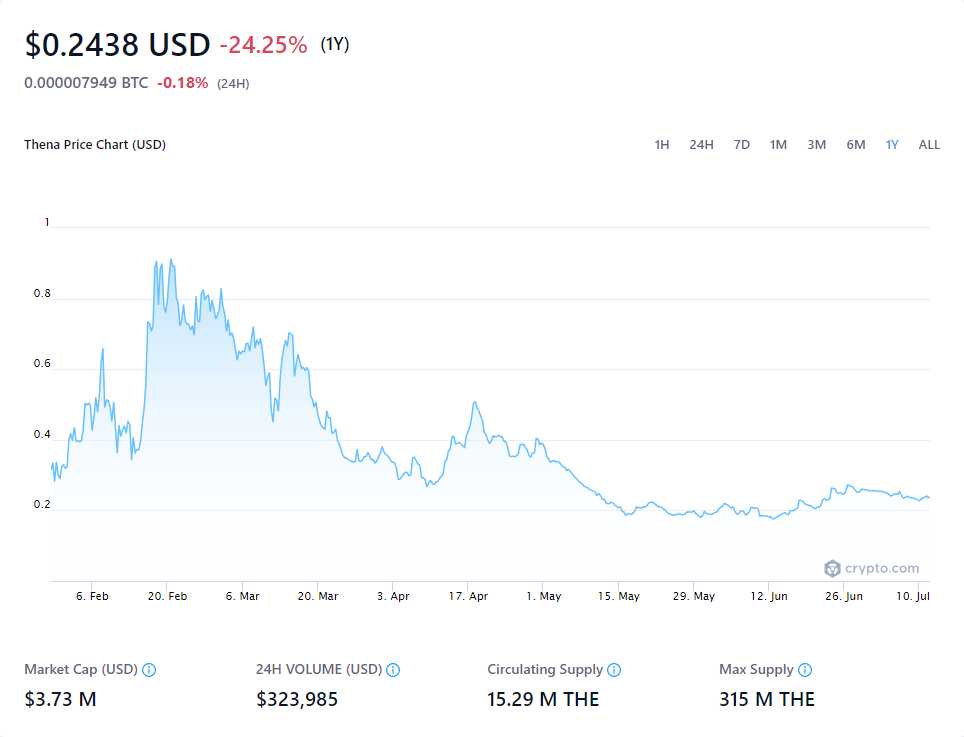 $0.2438 USD -24.25% (1Y)
0.000007949 BTC -0.18% (24H)
Thena Price Chart (USD) 1H 24H 7D 1M 3M 6M 1Y ALL
1
0.8
0.6
0.4
0.2
crypto.com
6. Feb 20. Feb 6. Mar 20. Mar 3. Apr 17. Apr 1. May 15. May 29. May 12. Jun 26. Jun 10. Jul
Market Cap (USD) 24H VOLUME (USD) Circulating Supply Max Supply
$3.73 M $323,985 15.29 M THE 315 M THE